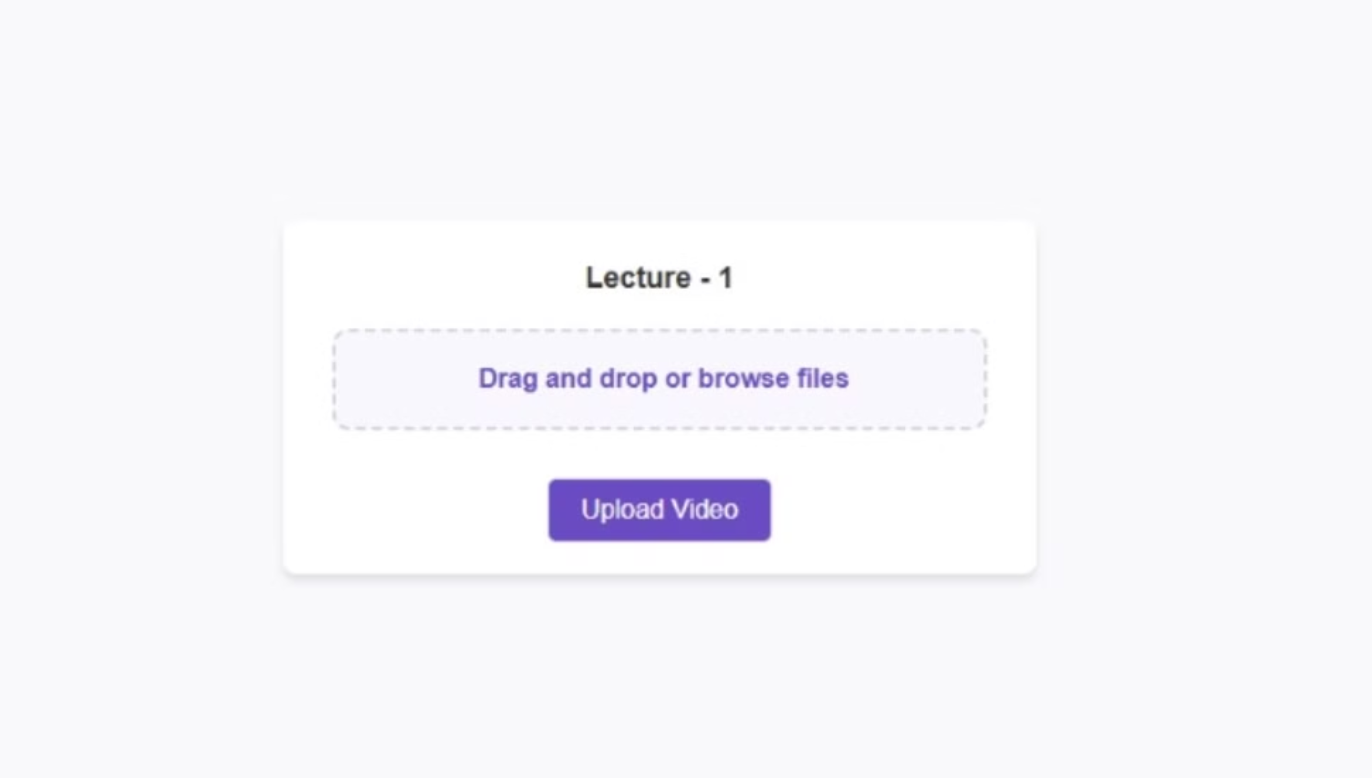 Lecture - 1
Drag and drop or browse files
Upload Video